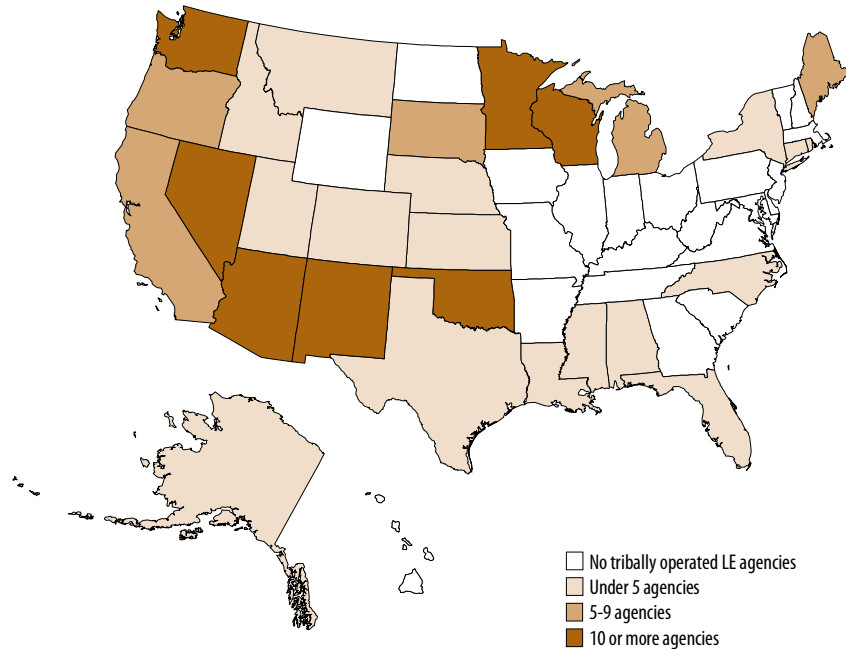 No tribally operated LE agencies
Under 5 agencies
5-9 agencies
10 or more agencies